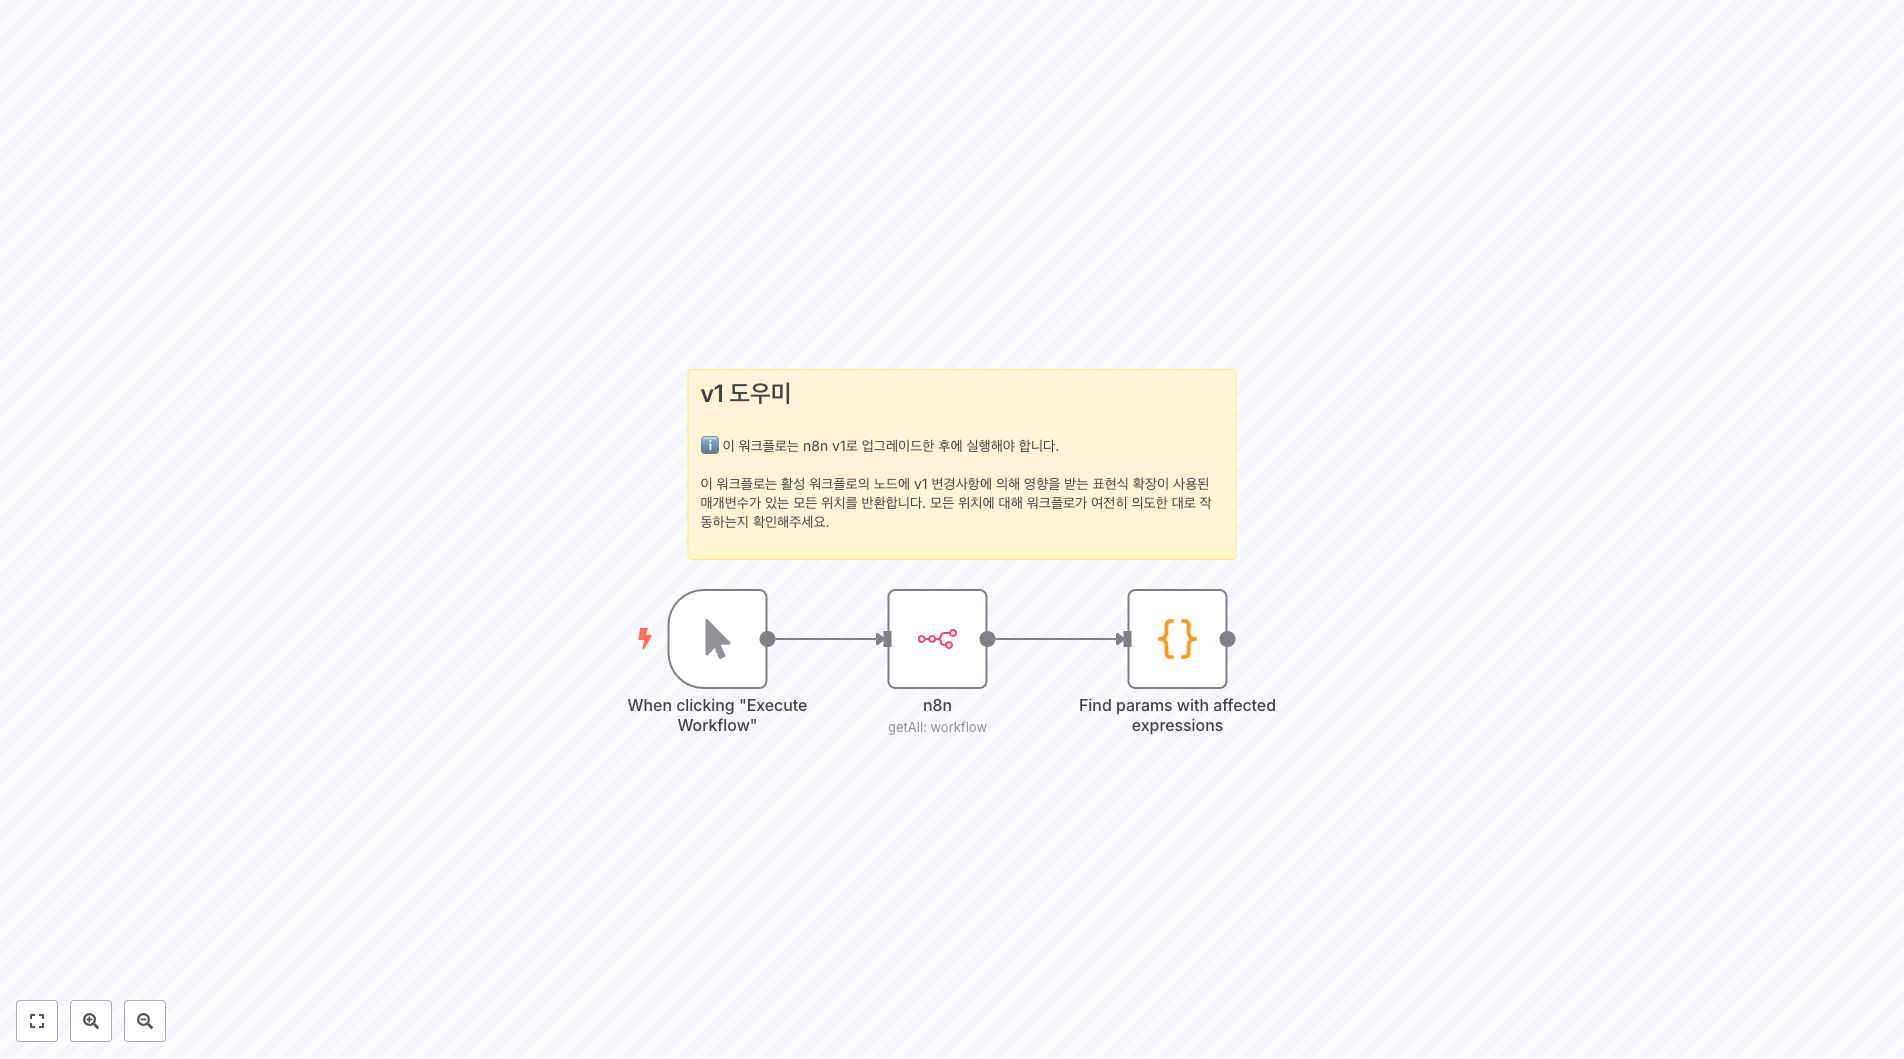 v1 도우미
ℹ️ 이 워크플로는 n8n v1로 업그레이드한 후에 실행해야 합니다.
이 워크플로는 활성 워크플로의 노드에 v1 변경사항에 의해 영향을 받는 표현식 확장이 사용된
매개변수가 있는 모든 위치를 반환합니다. 모든 위치에 대해 워크플로가 여전히 의도한 대로 작
동하는지 확인해주세요.
When clicking "Execute
Workflow"
n8n
getAll: workflow
Find params with affected
expressions